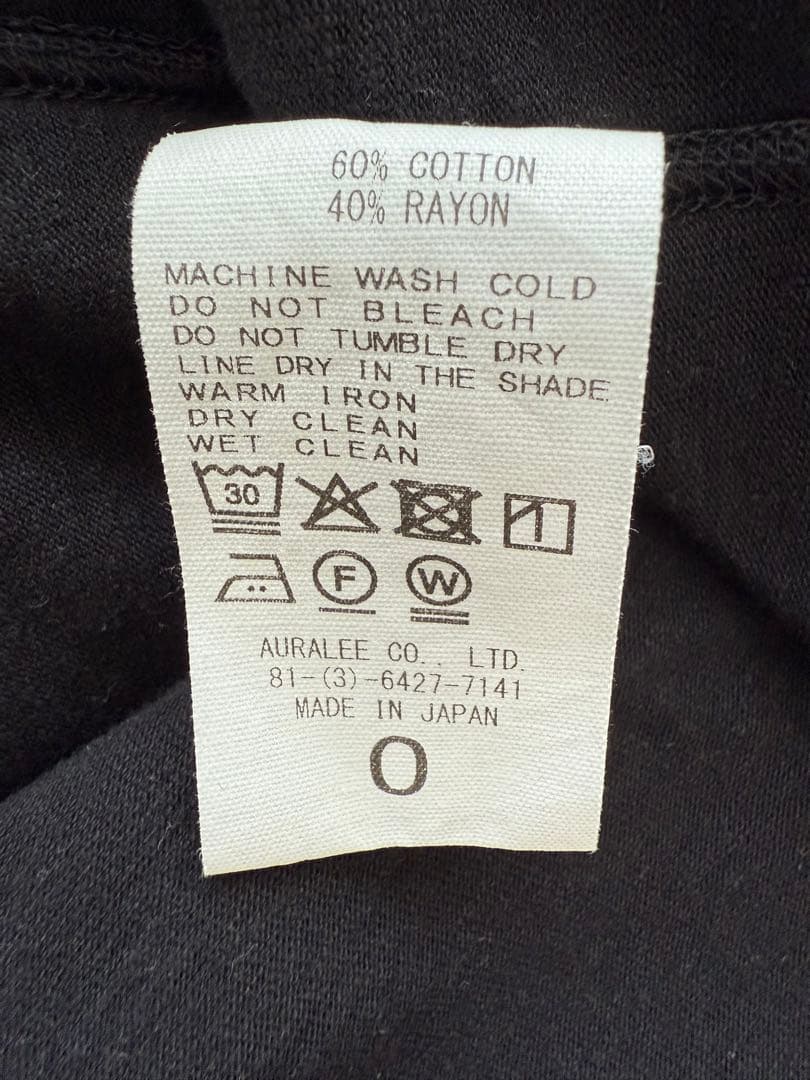 60% COTTON
40% RAYON
MACHINE WASH COLD
DO NOT BLEACH
DO NOT TUMBLE DRY
LINE DRY IN THE SHADE
WARM IRON
DRY CLEAN
WET CLEAN
30
F W
AURALEE CO., LTD.
81-(3)-6427-7141
MADE IN JAPAN
O